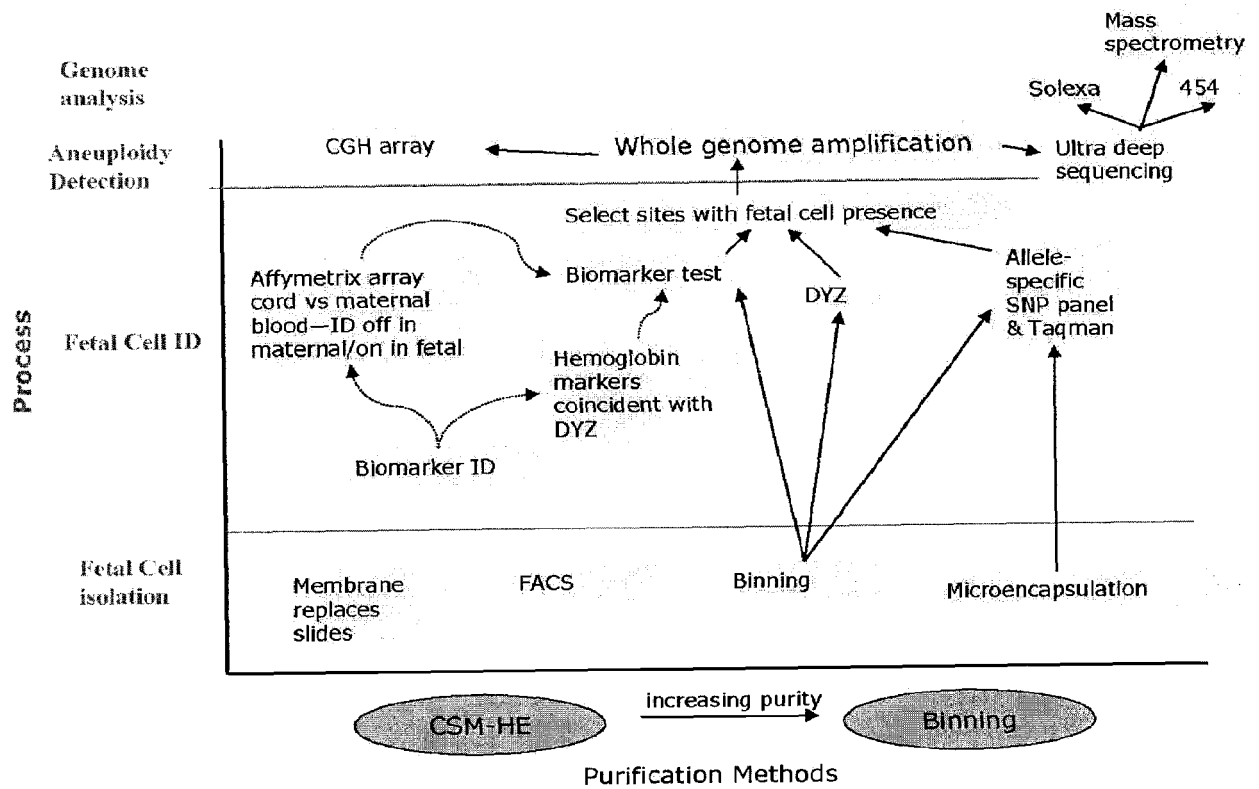 Mass
spectrometry
Genome
analysis
Solexa
454
Aneuploidy
Detection
CGH array
Whole genome amplification
Ultra deep
sequencing
Select sites with fetal cell presence
Affymetrix array
cord vs maternal
blood—ID off in
maternal/on in fetal
Biomarker test
DYZ
Allele-
specific
SNP panel
& Taqman
Process
Fetal Cell ID
Hemoglobin
markers
coincident with
DYZ
Biomarker ID
Fetal Cell
isolation
Membrane
replaces
slides
FACS
Binning
Microencapsulation
CSM-HE
increasing purity
Binning
Purification Methods